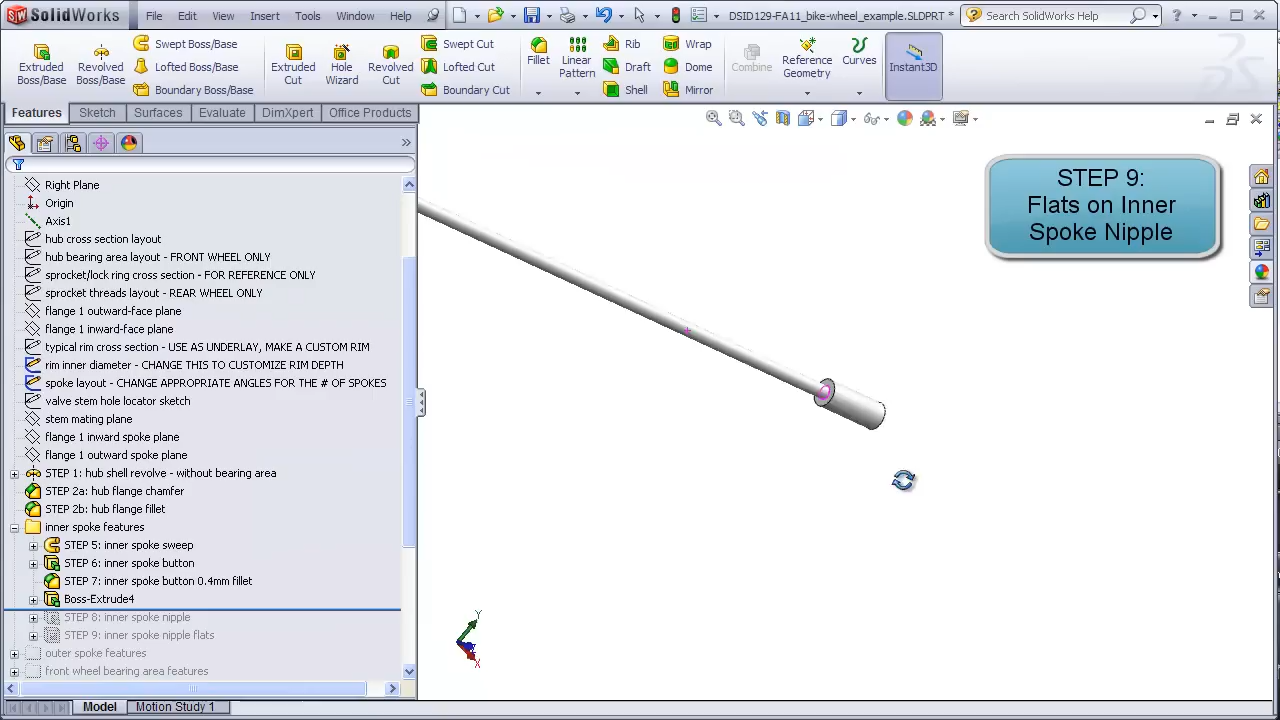 SolidWorks
File Edit View Insert Tools Window Help
DSID129-FA11_bike-wheel_example.SLDPRT *
Search SolidWorks Help
Extruded Boss/Base
Revolved Boss/Base
Swept Boss/Base
Lofted Boss/Base
Boundary Boss/Base
Extruded Cut
Hole Wizard
Revolved Cut
Swept Cut
Lofted Cut
Boundary Cut
Fillet
Linear Pattern
Rib
Draft
Shell
Wrap
Dome
Mirror
Combine
Reference Geometry
Curves
Instant3D
Features Sketch Surfaces Evaluate DimXpert Office Products
Right Plane
Origin
Axis1
hub cross section layout
hub bearing area layout - FRONT WHEEL ONLY
sprocket/lock ring cross section - FOR REFERENCE ONLY
sprocket threads layout - REAR WHEEL ONLY
flange 1 outward-face plane
flange 1 inward-face plane
typical rim cross section - USE AS UNDERLAY, MAKE A CUSTOM RIM
rim inner diameter - CHANGE THIS TO CUSTOMIZE RIM DEPTH
spoke layout - CHANGE APPROPRIATE ANGLES FOR THE # OF SPOKES
valve stem hole locator sketch
stem mating plane
flange 1 inward spoke plane
flange 1 outward spoke plane
STEP 1: hub shell revolve - without bearing area
STEP 2a: hub flange chamfer
STEP 2b: hub flange fillet
inner spoke features
STEP 5: inner spoke sweep
STEP 6: inner spoke button
STEP 7: inner spoke button 0.4mm fillet
Boss-Extrude4
STEP 8: inner spoke nipple
STEP 9: inner spoke nipple flats
outer spoke features
front wheel bearing area features
STEP 9:
Flats on Inner
Spoke Nipple
Y
X
Model Motion Study 1